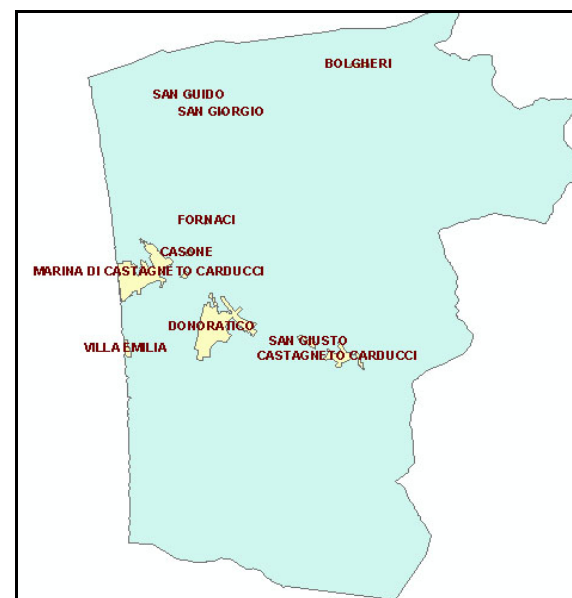 BOLGHERI
SAN GUIDO
SAN GIORGIO
FORNACI
CASONE
MARINA DI CASTAGNETO CARDUCCI
DONORATICO
SAN GIUSTO
VILLA EMILIA
CASTAGNETO CARDUCCI